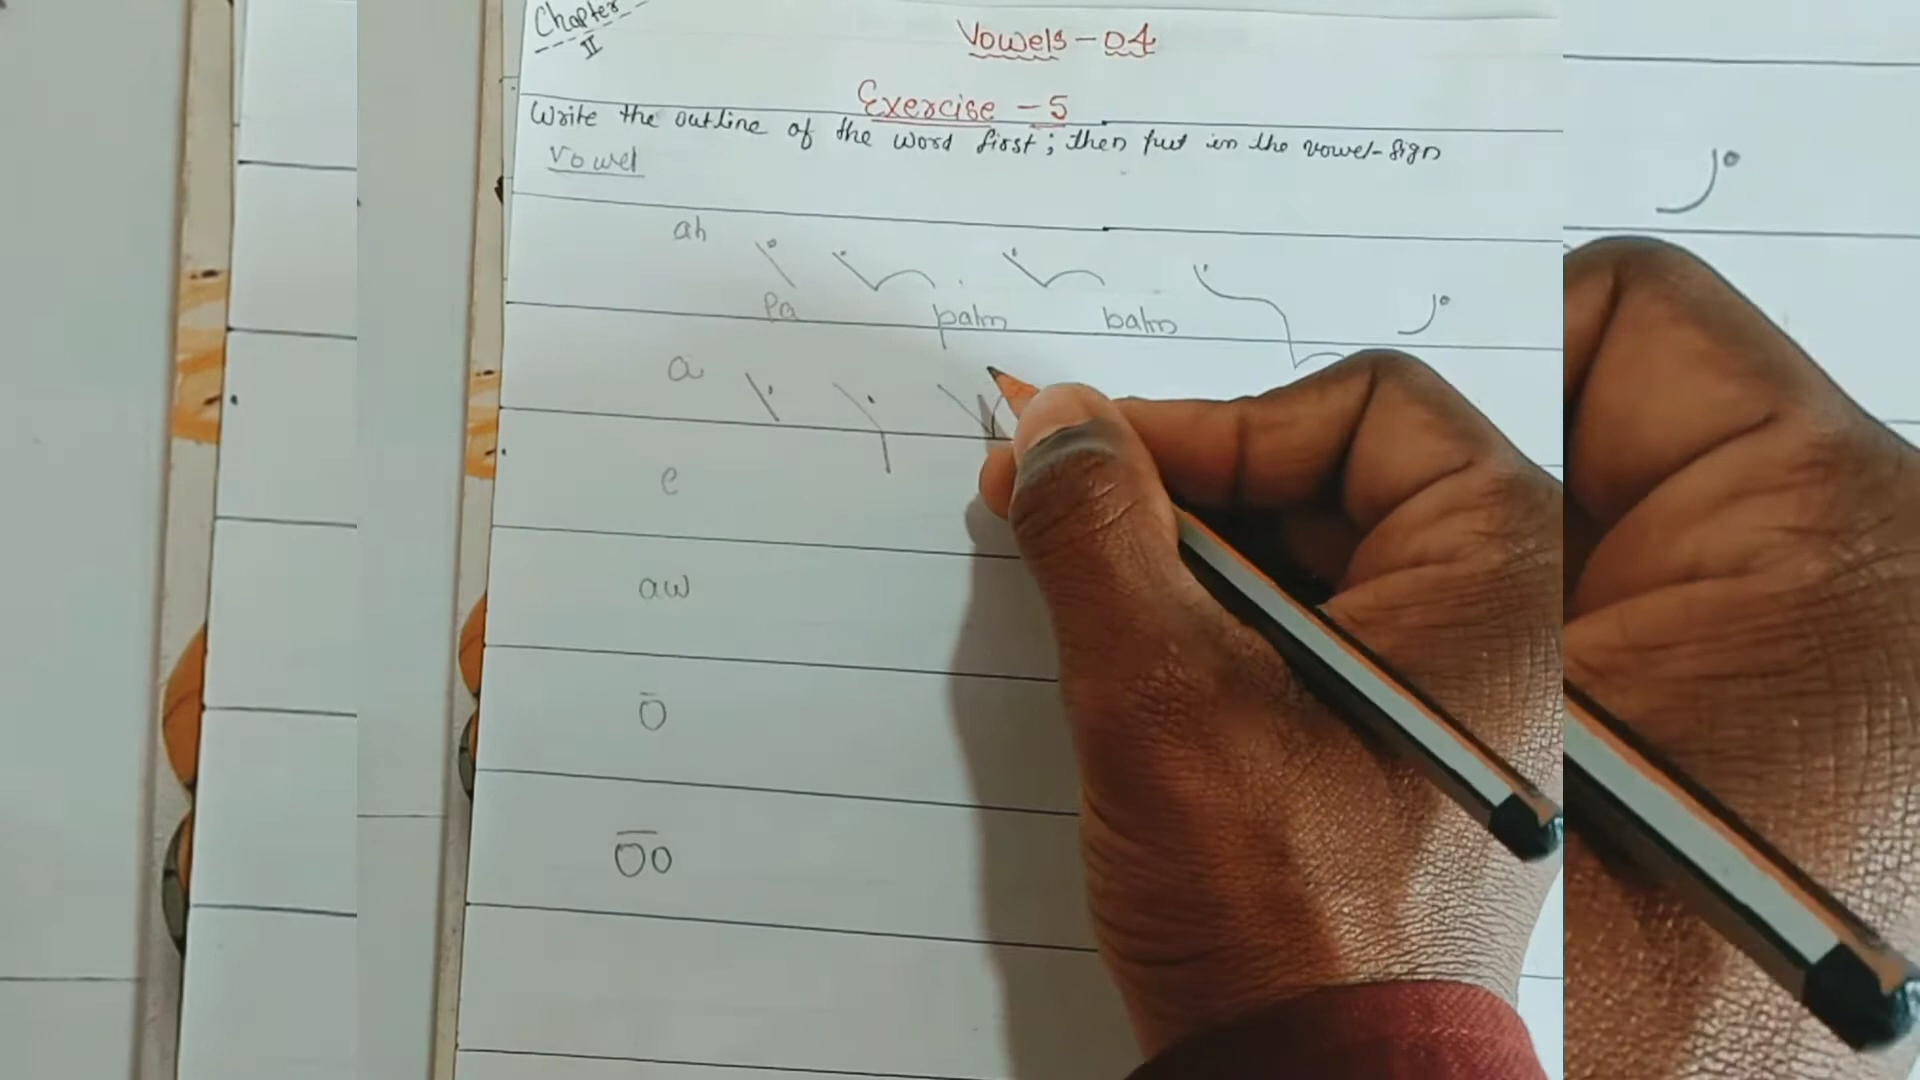 Chapter
II
Vowels - 04
Exercise - 5
Write the outline of the word first; then put in the vowel-sign
Vowel
ah
Pa palm balm
a
e
aw
ō
ōo